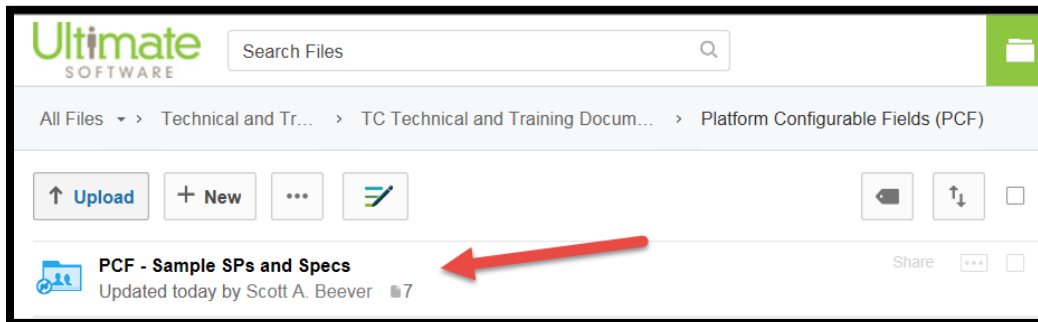 Ultimate
SOFTWARE
Search Files
All Files > Technical and Tr... > TC Technical and Training Docum... > Platform Configurable Fields (PCF)
Upload
+ New
...
PCF - Sample SPs and Specs
Share ...
Updated today by Scott A. Beever 7